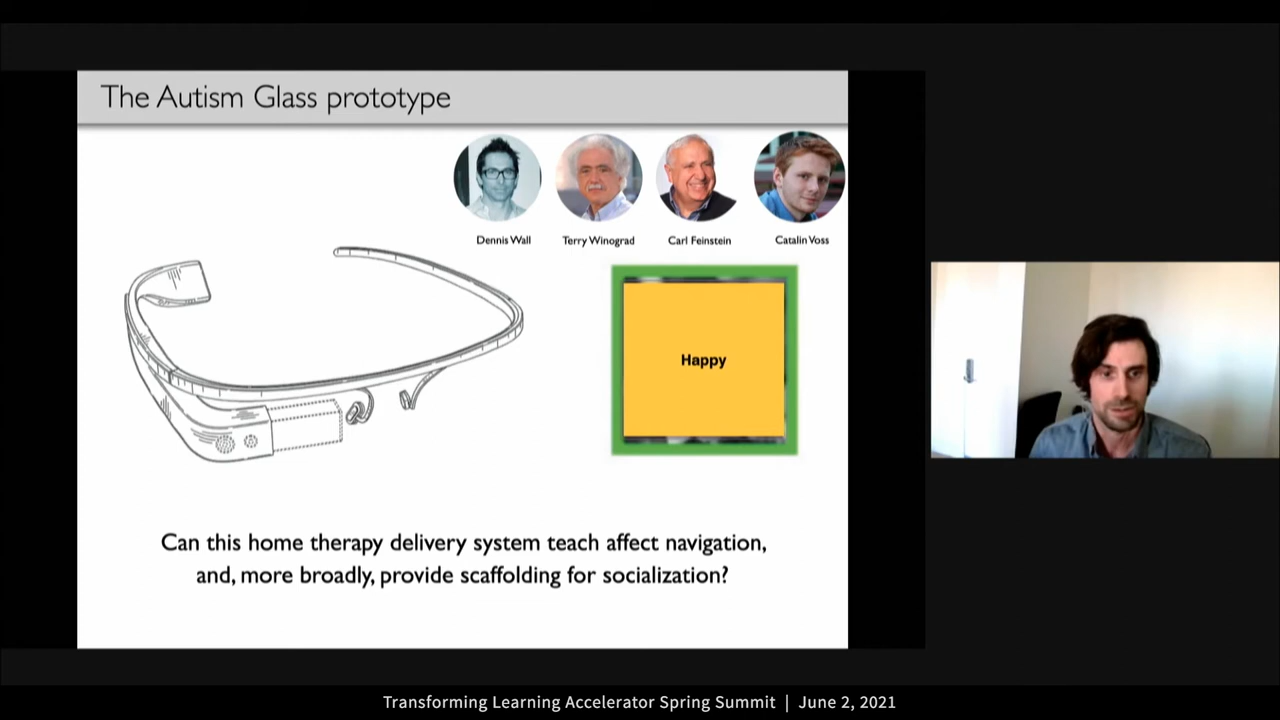 The Autism Glass prototype
Dennis Wall
Terry Winograd
Carl Feinstein
Catalin Voss
Happy
Can this home therapy delivery system teach affect navigation,
and, more broadly, provide scaffolding for socialization?
Transforming Learning Accelerator Spring Summit | June 2, 2021